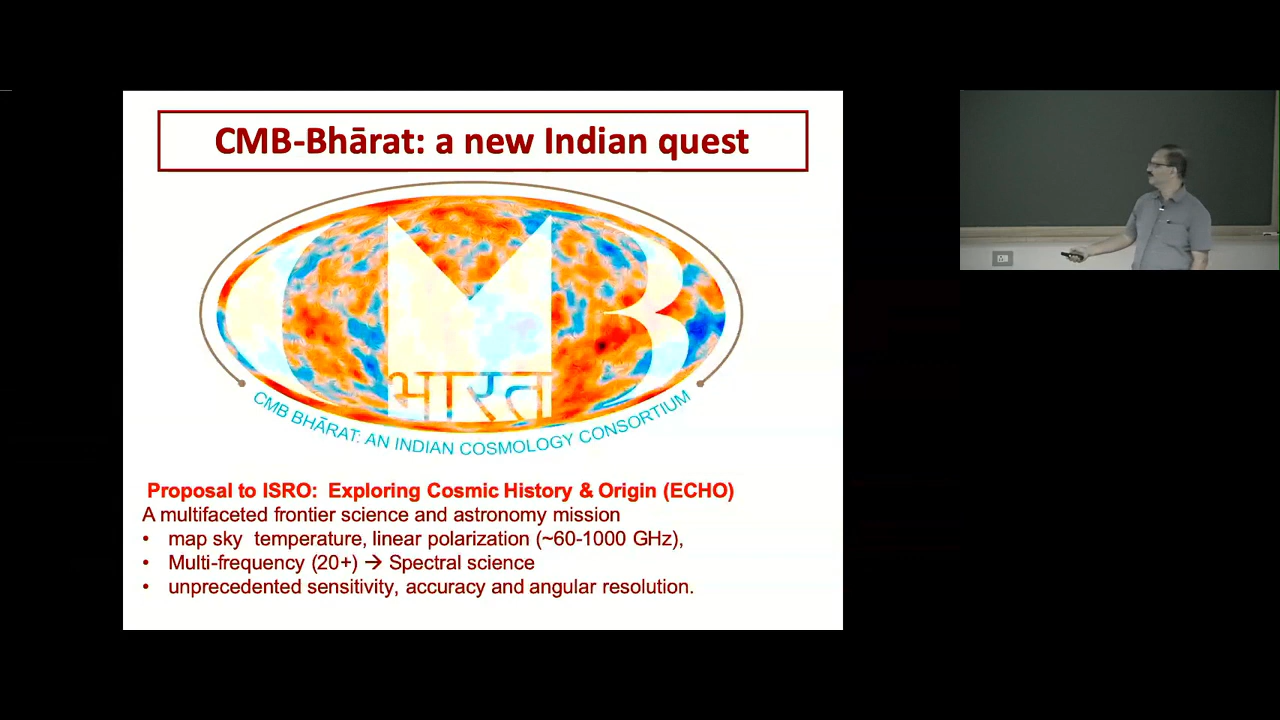 CMB-Bhārat: a new Indian quest
CMB
भारत
CMB BHĀRAT: AN INDIAN COSMOLOGY CONSORTIUM
Proposal to ISRO: Exploring Cosmic History & Origin (ECHO)
A multifaceted frontier science and astronomy mission
• map sky temperature, linear polarization (~60-1000 GHz),
• Multi-frequency (20+) → Spectral science
• unprecedented sensitivity, accuracy and angular resolution.